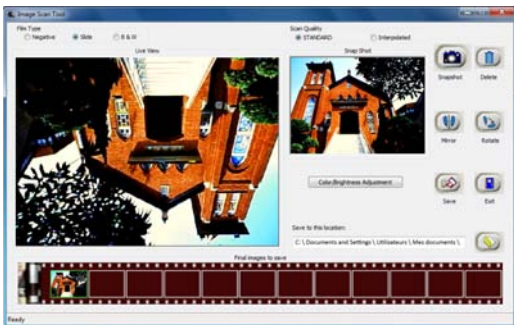 Image Scan Tool
Film Type
Negative
Slide
B & W
Scan Quality
STANDARD
Interpolated
Live View
Snap Shot
Snapshot
Delete
Mirror
Rotate
Color/Brightness Adjustment
Save
Exit
Save to this location:
C: \ Documents and Settings \ Utilisateurs \ Mes documents \,
Final images to save
Ready